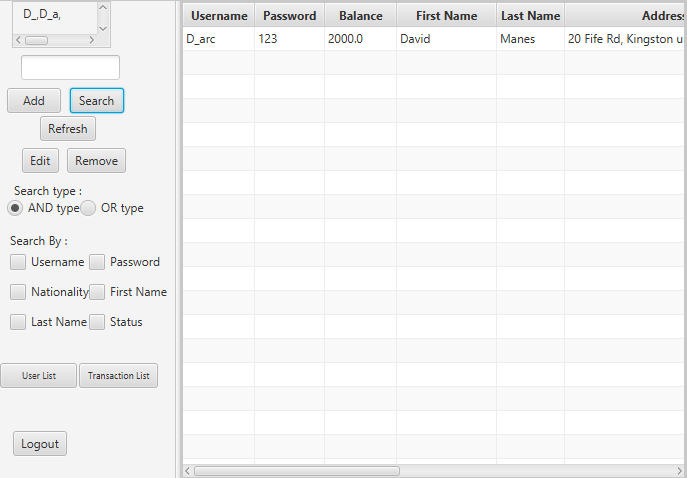 D_,D_a,
Add Search
Refresh
Edit Remove
Search type :
AND type OR type
Search By :
Username Password
Nationality First Name
Last Name Status
User List Transaction List
Logout
Username Password Balance First Name Last Name Address
D_arc 123 2000.0 David Manes 20 Fife Rd, Kingston u